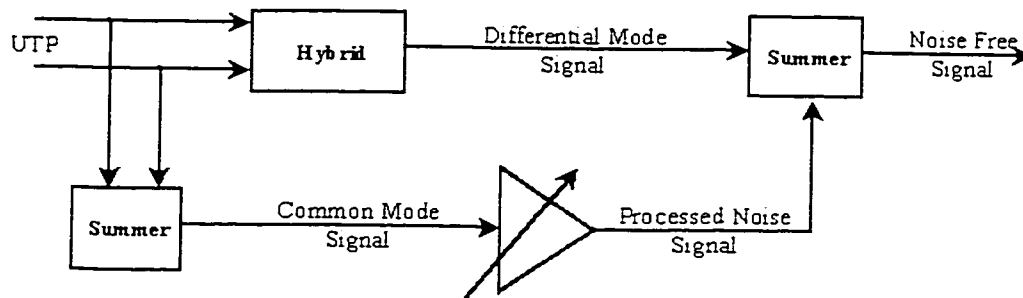 UTP
Hybrid
Differential Mode
Signal
Summer
Noise Free
Signal
Summer
Common Mode
Signal
Processed Noise
Signal